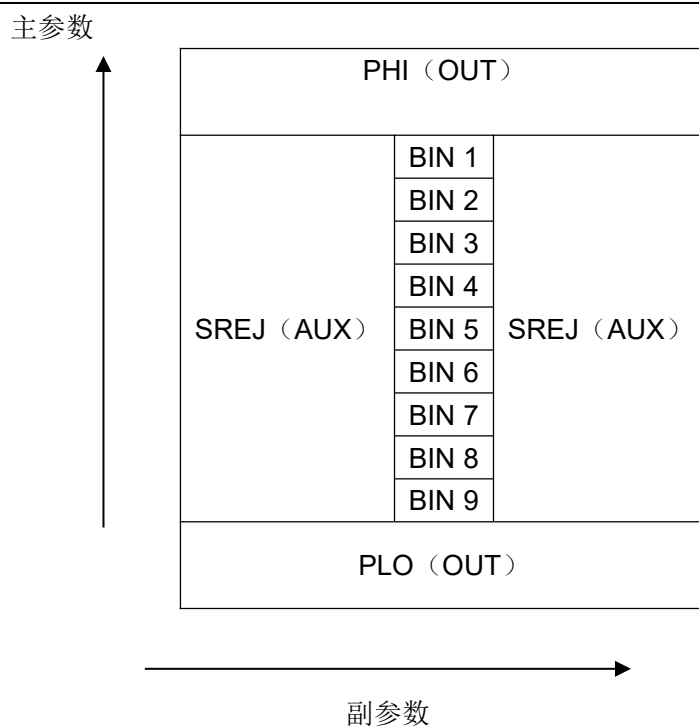 主参数
PHI（OUT）
BIN 1
BIN 2
BIN 3
BIN 4
SREJ（AUX） BIN 5 SREJ（AUX）
BIN 6
BIN 7
BIN 8
BIN 9
PLO（OUT）
副参数